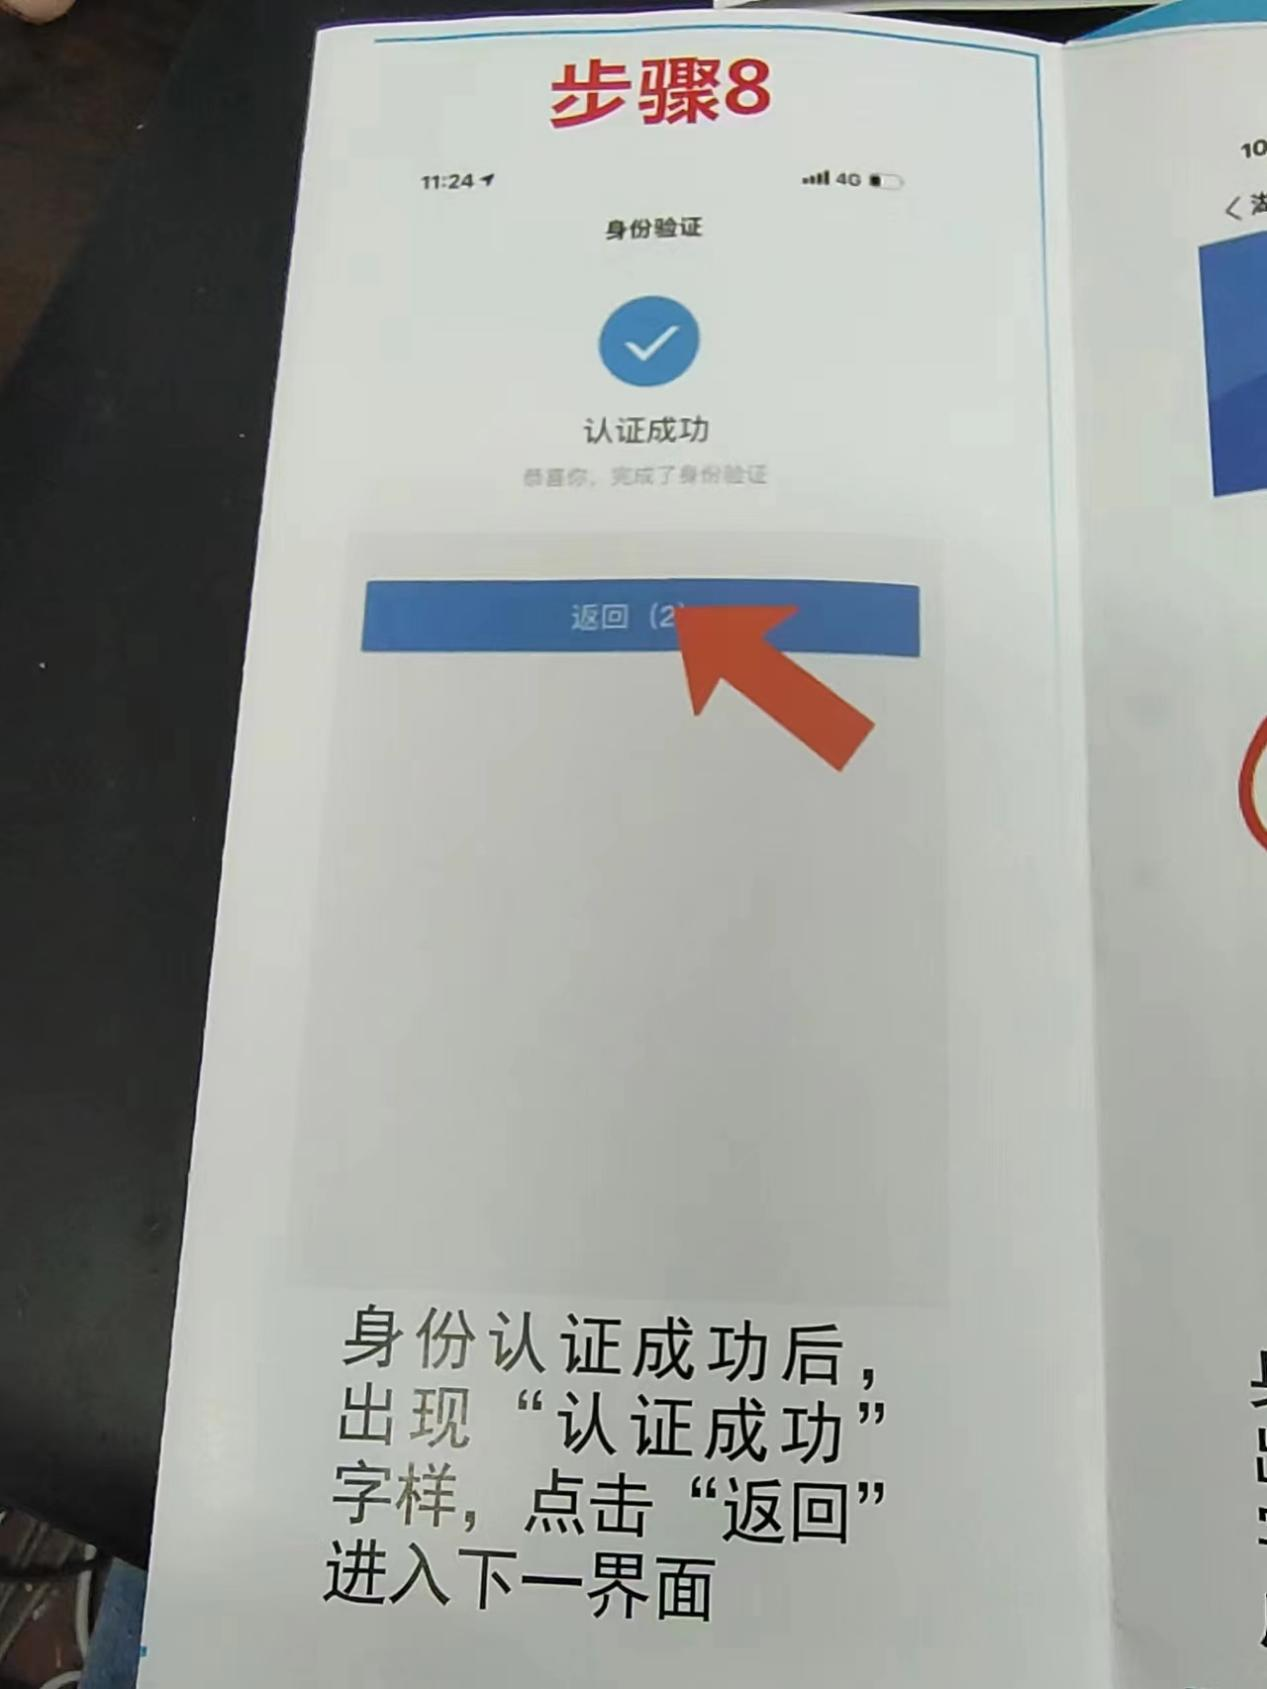 步骤8
11:24
4G
身份验证
认证成功
恭喜你，完成了身份验证
返回（2）
身份认证成功后，
出现“认证成功”
字样，点击“返回”
进入下一界面
10